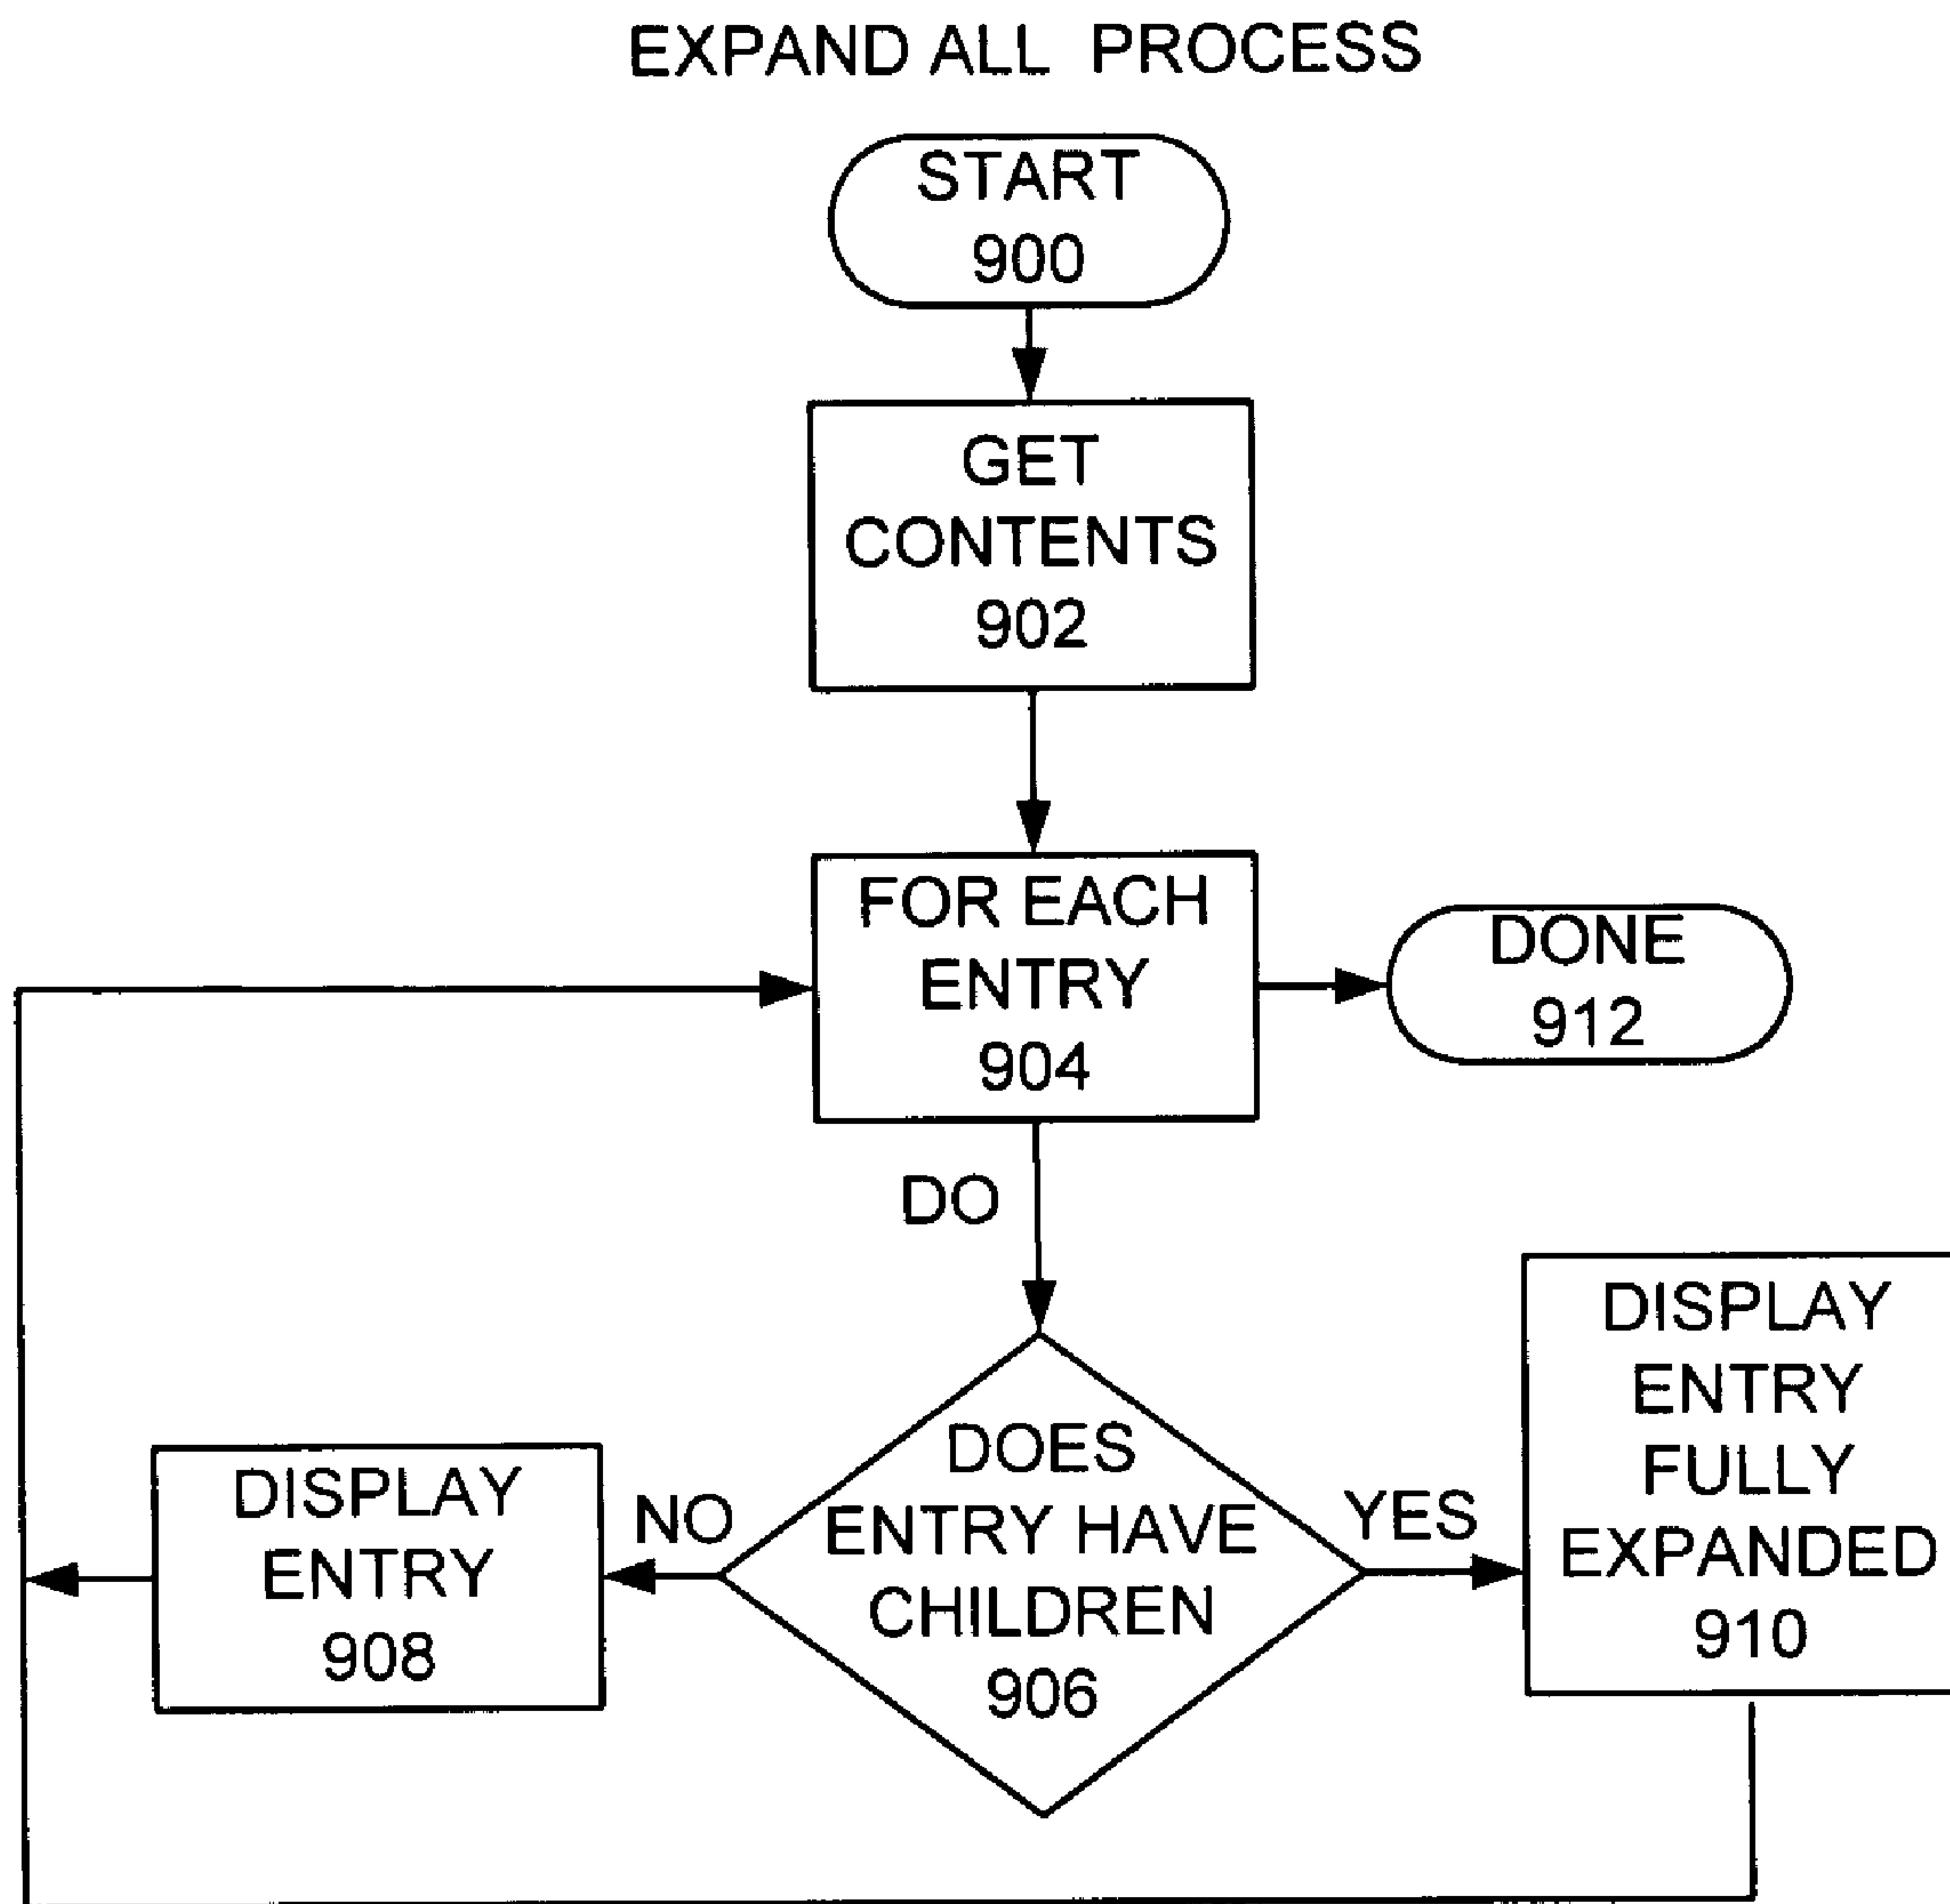 EXPAND ALL PROCESS
START
900
GET
CONTENTS
902
FOR EACH
ENTRY
904
DONE
912
DO
DOES
ENTRY HAVE
CHILDREN
906
NO
DISPLAY
ENTRY
908
YES
DISPLAY
ENTRY
FULLY
EXPANDED
910